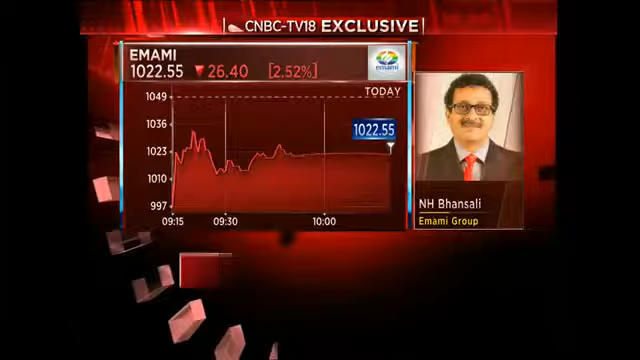 CNBC-TV18 EXCLUSIVE
EMAMI
1022.55 ▼ 26.40 [2.52%]
emami
TODAY
1049
1036
1023
1010
997
1022.55
09:15 09:30 10:00
NH Bhansali
Emami Group